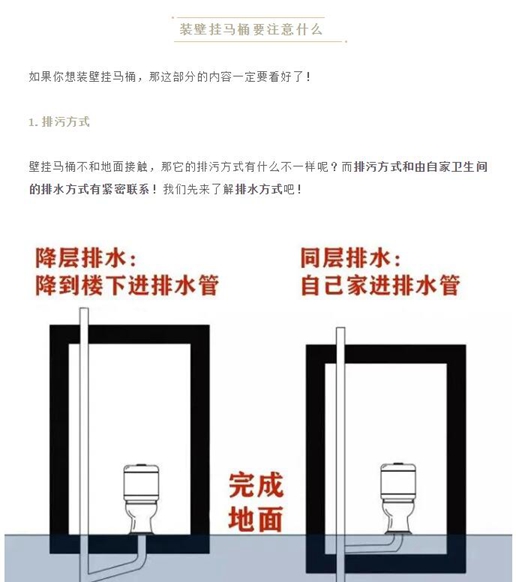 装壁挂马桶要注意什么
如果你想装壁挂马桶，那这部分的内容一定要看好了！
1. 排污方式
壁挂马桶不和地面接触，那它的排污方式有什么不一样呢？而排污方式和由自家卫生间
的排水方式有紧密联系！我们先来了解排水方式吧！
降层排水：
降到楼下进排水管
同层排水：
自己家进排水管
完成
地面